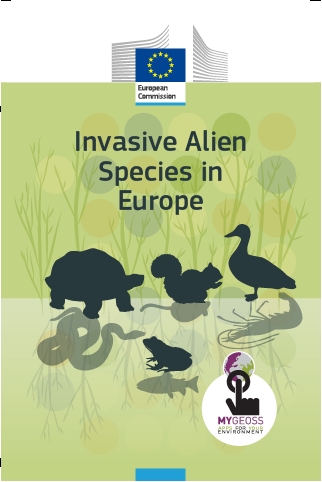 European
Commission
Invasive Alien
Species in
Europe
MYGEOSS
APPS FOR YOUR
ENVIRONMENT